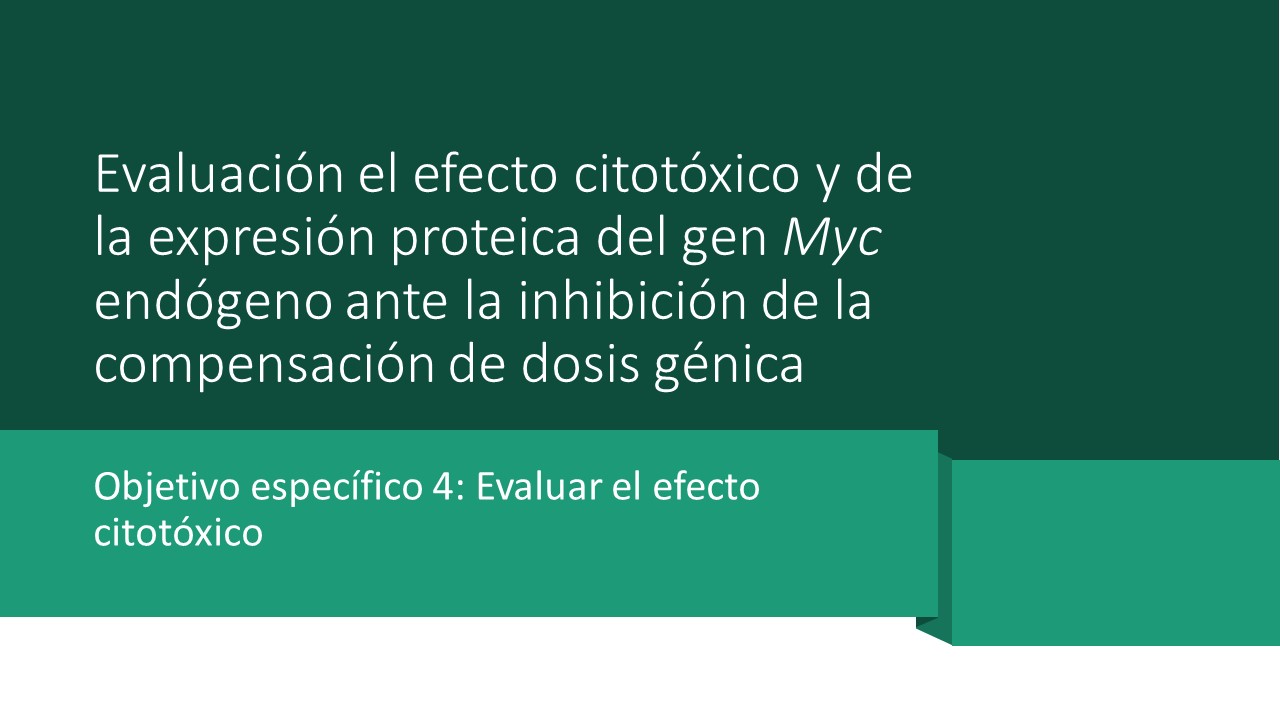 Evaluación el efecto citotóxico y de
la expresión proteica del gen Myc
endógeno ante la inhibición de la
compensación de dosis génica
Objetivo específico 4: Evaluar el efecto
citotóxico